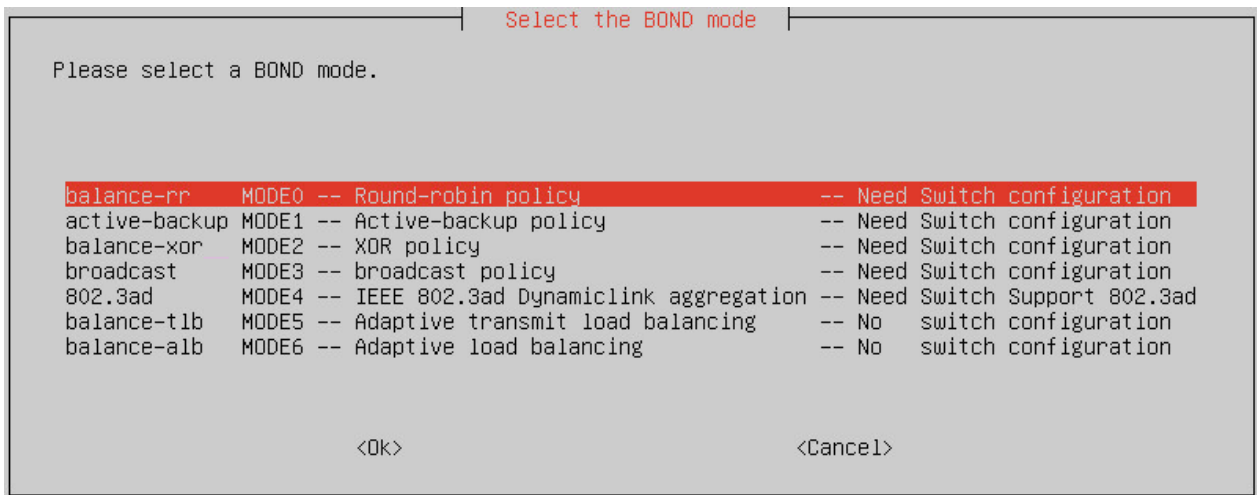 Select the BOND mode
Please select a BOND mode.
balance-rr MODE0 -- Round-robin policy -- Need Switch configuration
active-backup MODE1 -- Active-backup policy -- Need Switch configuration
balance-xor MODE2 -- XOR policy -- Need Switch configuration
broadcast MODE3 -- broadcast policy -- Need Switch configuration
802.3ad MODE4 -- IEEE 802.3ad Dynamiclink aggregation -- Need Switch Support 802.3ad
balance-tlb MODE5 -- Adaptive transmit load balancing -- No switch configuration
balance-alb MODE6 -- Adaptive load balancing -- No switch configuration
<Ok> <Cancel>